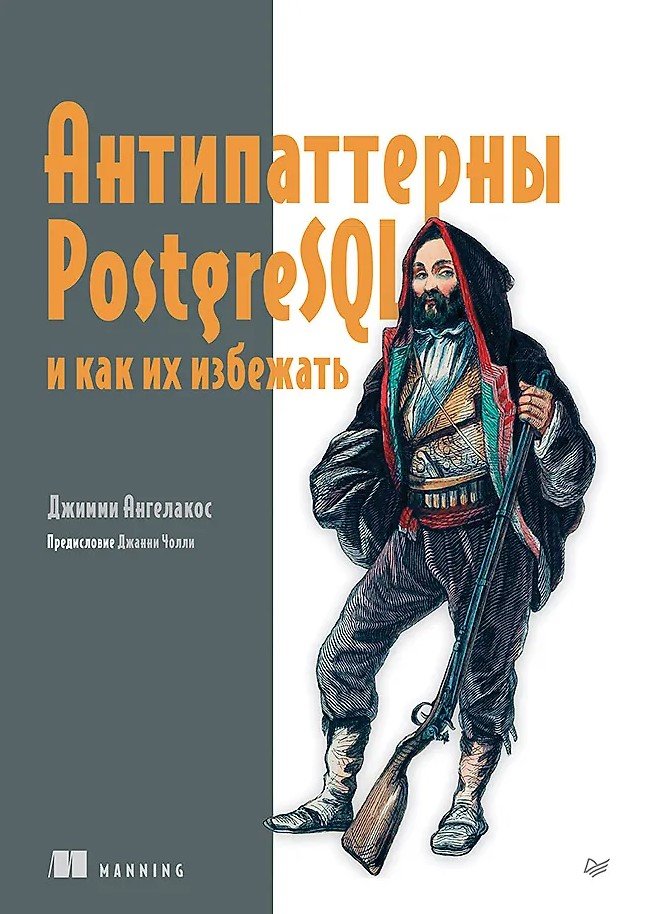 Антипаттерны
PostgreSQL
и как их избежать
Джимми Ангелакос
Предисловие Джанни Чолли
MANNING